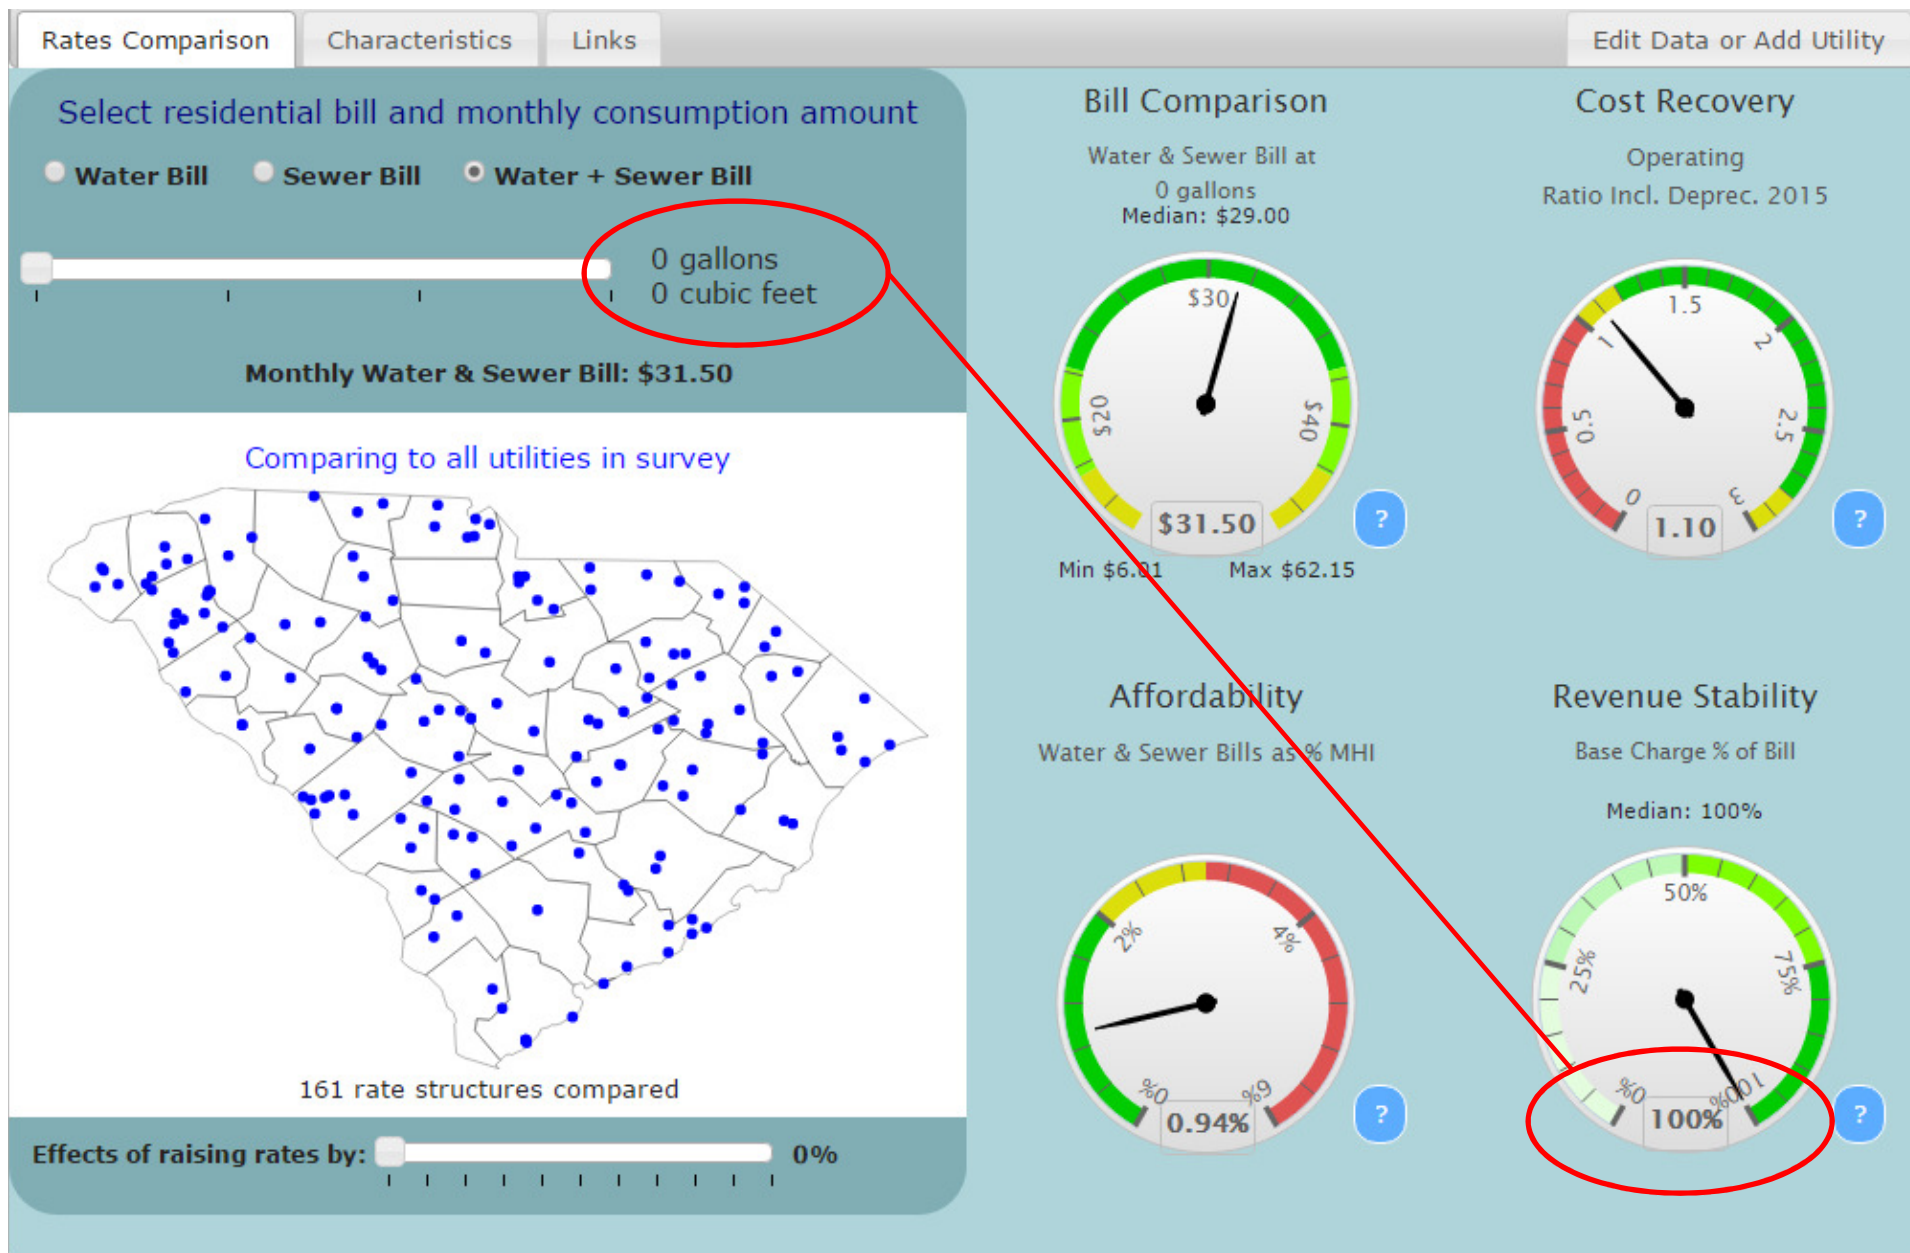 Rates Comparison
Characteristics
Links
Edit Data or Add Utility
Select residential bill and monthly consumption amount
Water Bill
Sewer Bill
Water + Sewer Bill
0 gallons
0 cubic feet
Monthly Water & Sewer Bill: $31.50
Comparing to all utilities in survey
161 rate structures compared
Effects of raising rates by:
0%
Bill Comparison
Water & Sewer Bill at
0 gallons
Median: $29.00
$20
$30
$40
$31.50
Min $6.01
Max $62.15
?
Cost Recovery
Operating
Ratio Incl. Deprec. 2015
0
0.5
1
1.5
2
2.5
3
1.10
?
Affordability
Water & Sewer Bills as % MHI
0%
2%
4%
6%
0.94%
?
Revenue Stability
Base Charge % of Bill
Median: 100%
0%
25%
50%
75%
100%
100%
?